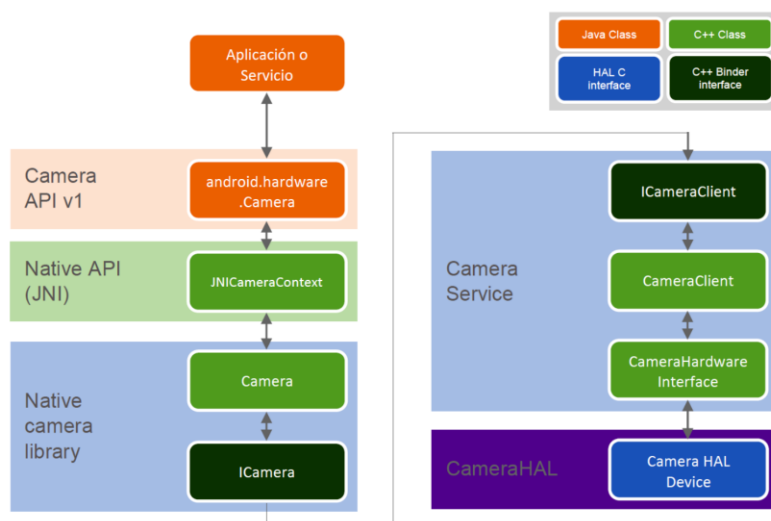 Java Class
C++ Class
HAL C
interface
C++ Binder
interface
Aplicación o
Servicio
Camera
API v1
android.hardware
.Camera
Native API
(JNI)
JNICameraContext
Native
camera
library
Camera
ICamera
Camera
Service
ICameraClient
CameraClient
CameraHardware
Interface
CameraHAL
Camera HAL
Device